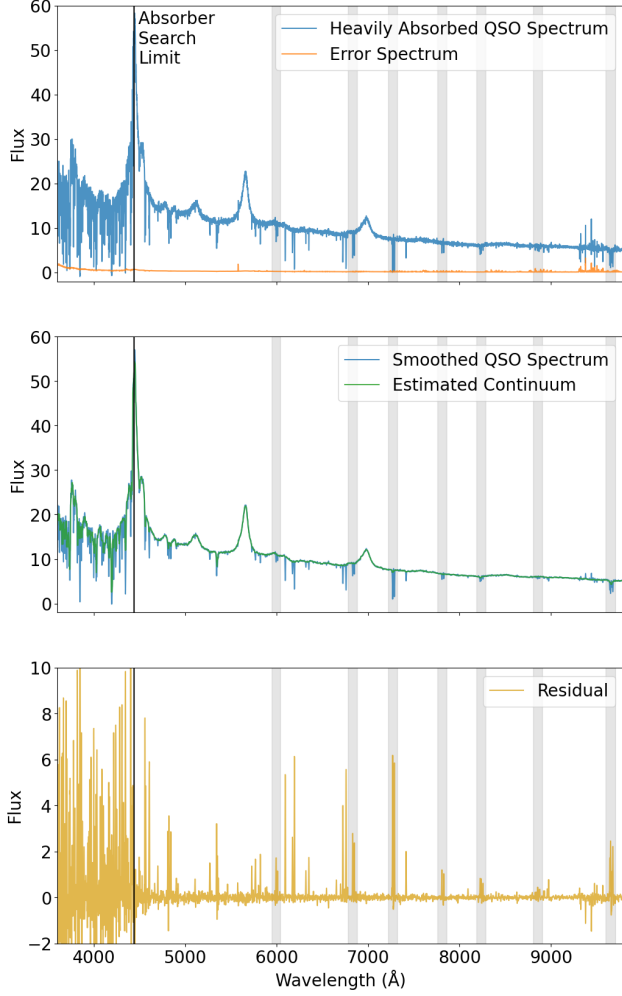 60
50
40
30
20
10
0
Flux
Absorber
Search
Limit
Heavily Absorbed QSO Spectrum
Error Spectrum
60
50
40
30
20
10
0
Flux
Smoothed QSO Spectrum
Estimated Continuum
10
8
6
4
2
0
−2
Flux
Residual
4000 5000 6000 7000 8000 9000
Wavelength (Å)